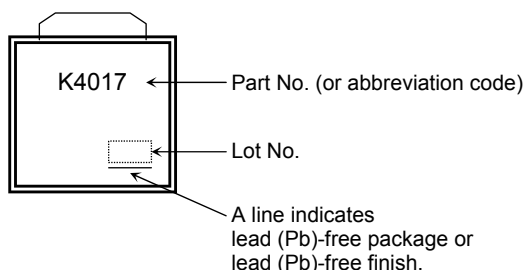 K4017
Part No. (or abbreviation code)
Lot No.
A line indicates
lead (Pb)-free package or
lead (Pb)-free finish.